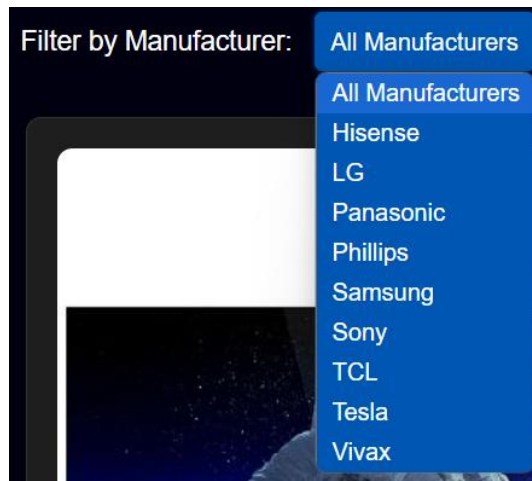 Filter by Manufacturer: All Manufacturers
All Manufacturers
Hisense
LG
Panasonic
Phillips
Samsung
Sony
TCL
Tesla
Vivax